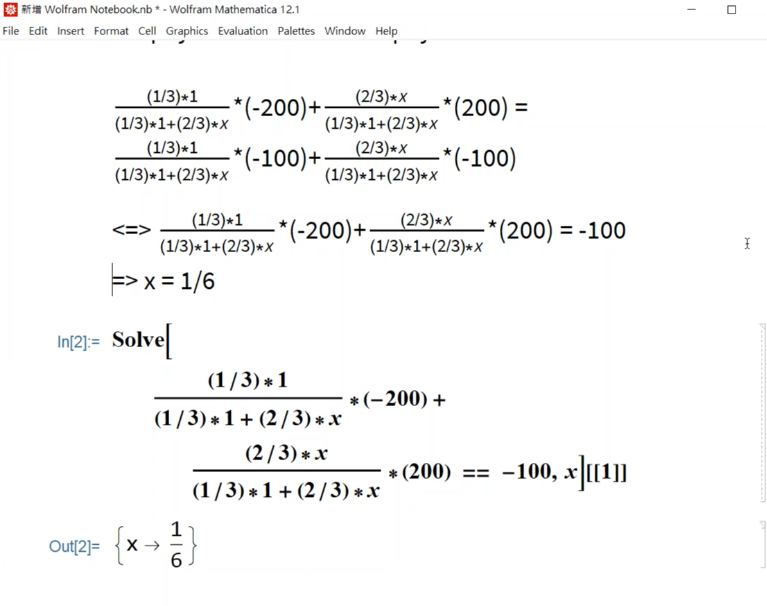 新增 Wolfram Notebook.nb * - Wolfram Mathematica 12.1
File Edit Insert Format Cell Graphics Evaluation Palettes Window Help
(1/3)*1/(1/3)*1+(2/3)*x *(-200)+ (2/3)*x/(1/3)*1+(2/3)*x *(200) =
(1/3)*1/(1/3)*1+(2/3)*x *(-100)+ (2/3)*x/(1/3)*1+(2/3)*x *(-100)
<=> (1/3)*1/(1/3)*1+(2/3)*x *(-200)+ (2/3)*x/(1/3)*1+(2/3)*x *(200) = -100
=> x = 1/6
In[2]:= Solve[
(1/3)*1/(1/3)*1+(2/3)*x *(-200) +
(2/3)*x/(1/3)*1+(2/3)*x *(200) == -100, x][[1]]
Out[2]= {x → 1/6}